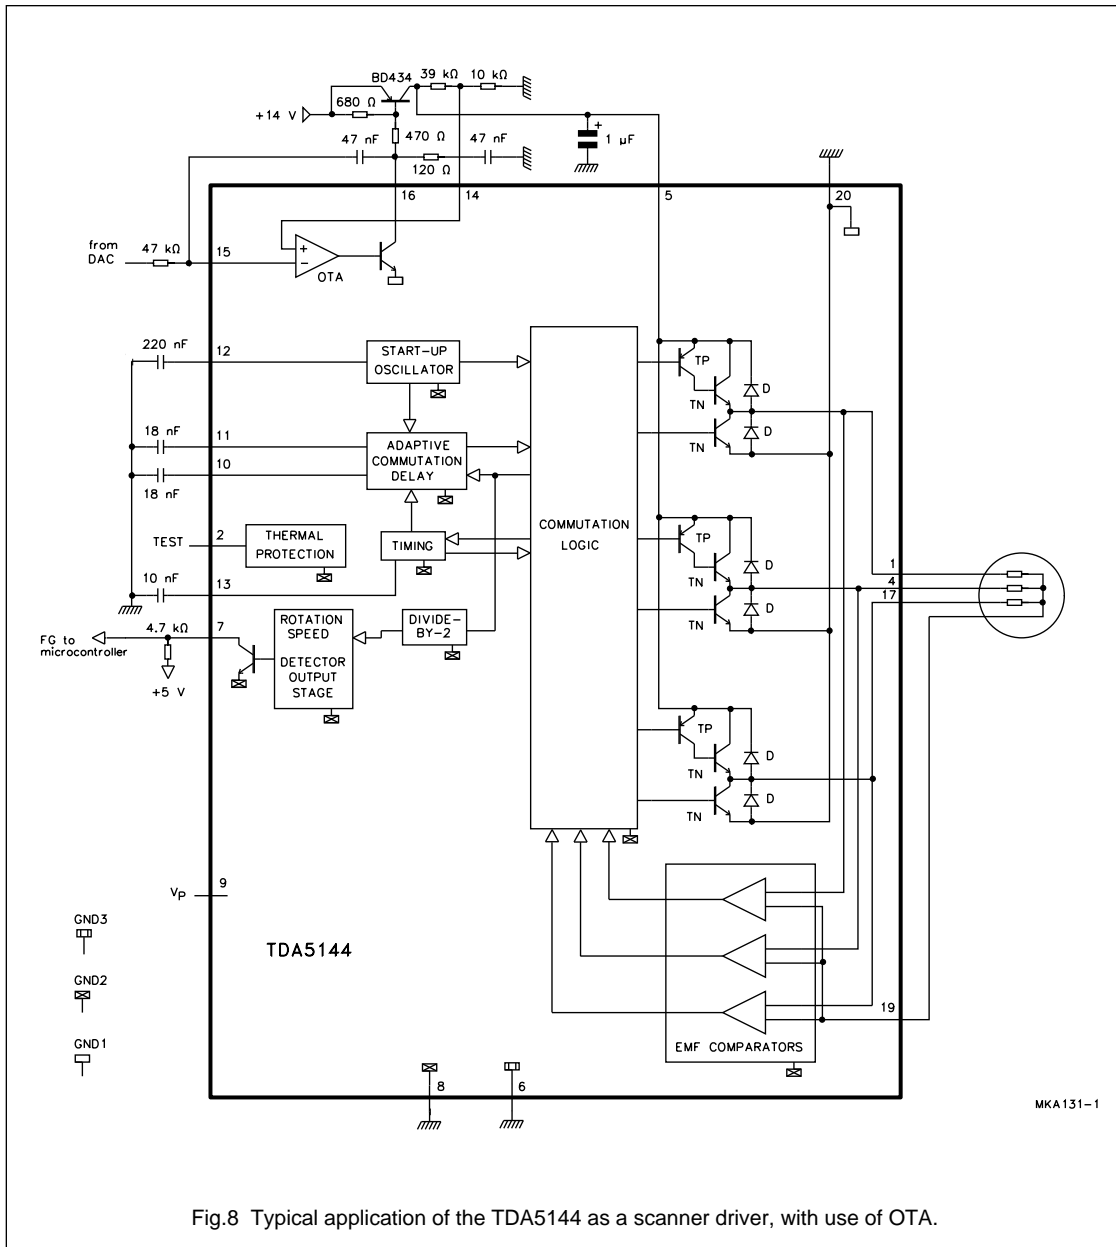 BD434
39 kΩ
10 kΩ
680 Ω
+14 V
470 Ω
47 nF
47 nF
120 Ω
+
1 µF
16
14
5
20
from
DAC
47 kΩ
15
+
−
OTA
220 nF
12
START-UP
OSCILLATOR
TP
TN
D
D
TN
18 nF
11
ADAPTIVE
COMMUTATION
DELAY
10
18 nF
COMMUTATION
LOGIC
TEST
2
THERMAL
PROTECTION
TIMING
10 nF
13
TP
TN
D
D
TN
1
4
17
FG to
microcontroller
4.7 kΩ
7
+5 V
ROTATION
SPEED
DETECTOR
OUTPUT
STAGE
DIVIDE-
BY-2
TP
TN
D
D
TN
VP
9
GND3
GND2
GND1
TDA5144
19
EMF COMPARATORS
8
6
MKA131-1
Fig.8 Typical application of the TDA5144 as a scanner driver, with use of OTA.